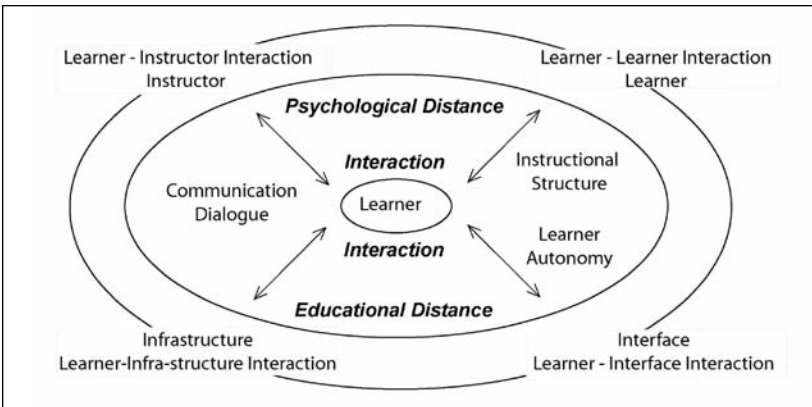 Learner - Instructor Interaction
Instructor
Learner - Learner Interaction
Learner
Psychological Distance
Interaction
Instructional
Structure
Communication
Dialogue
Learner
Learner
Autonomy
Interaction
Educational Distance
Infrastructure
Learner-Infra-structure Interaction
Interface
Learner - Interface Interaction